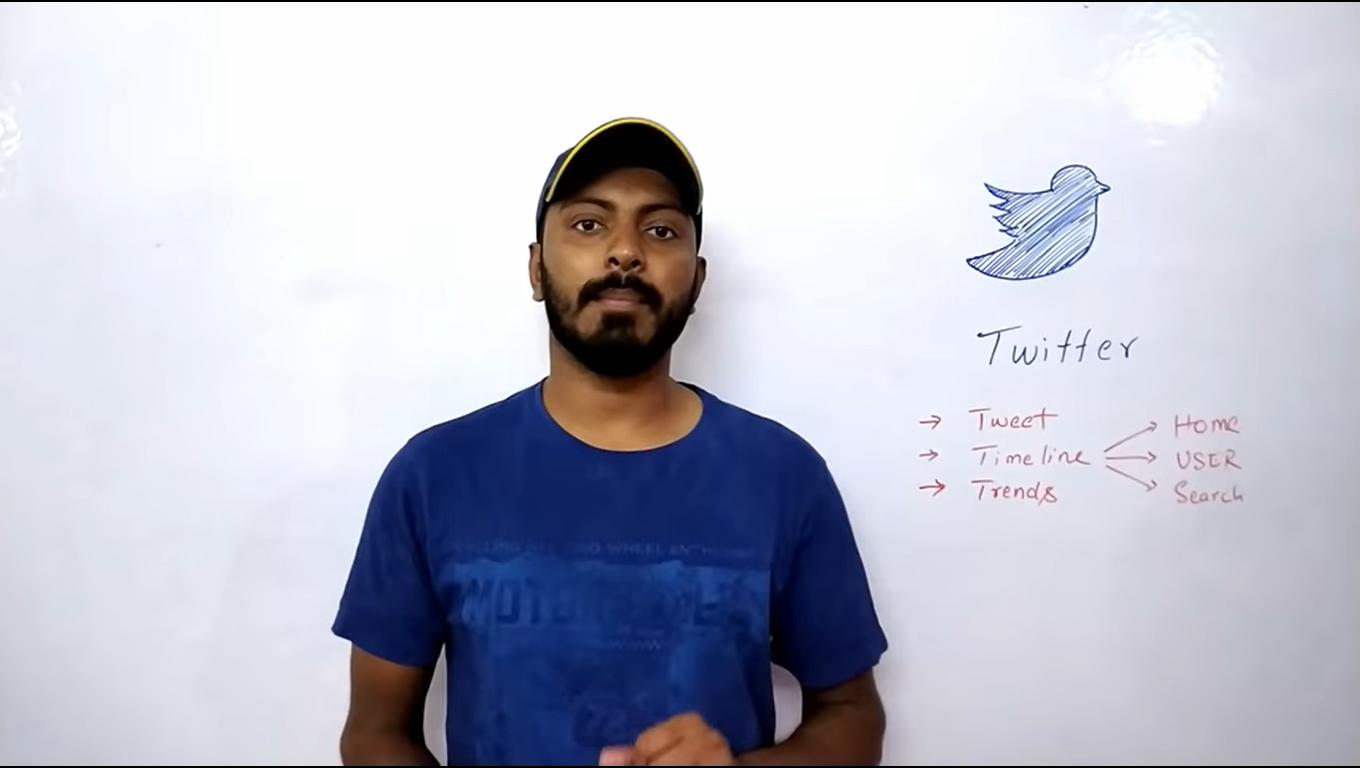 Twitter
→ Tweet
→ Timeline → Home
→ USER
→ Search
→ Trends